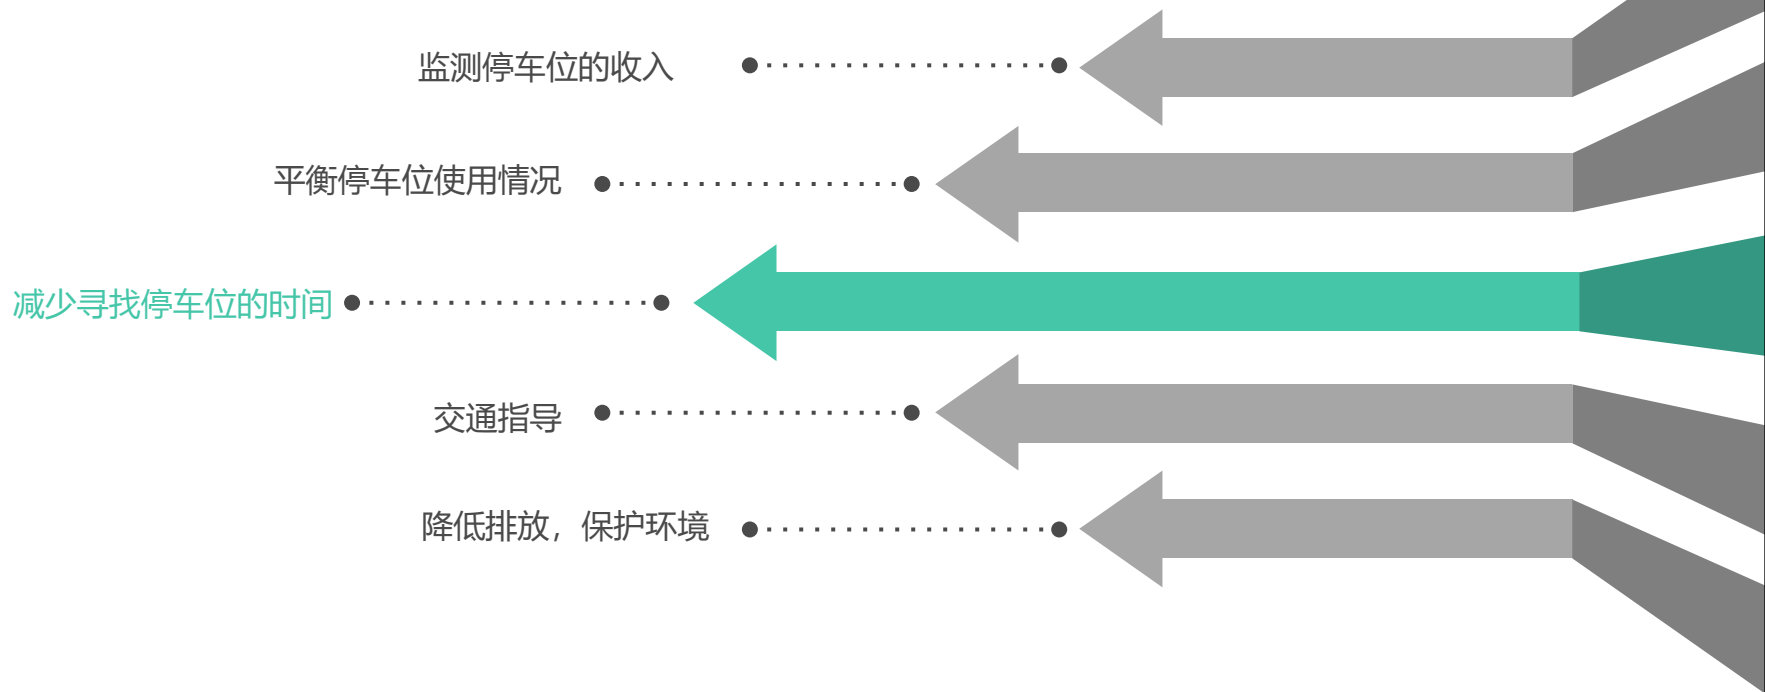 监测停车位的收入
平衡停车位使用情况
减少寻找停车位的时间
交通指导
降低排放，保护环境